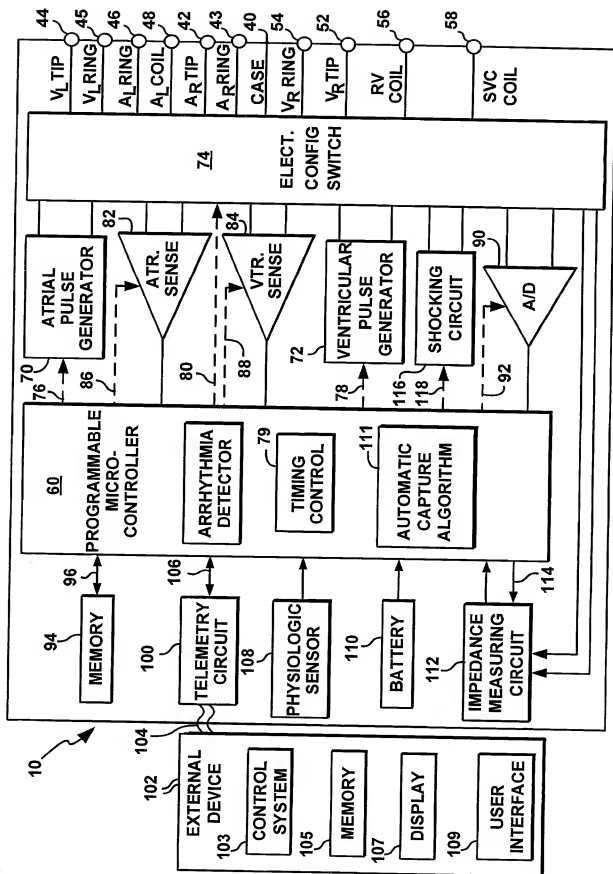 10
102
EXTERNAL
DEVICE
109
USER
INTERFACE
107
DISPLAY
105
MEMORY
103
CONTROL
SYSTEM
104
112
IMPEDANCE
MEASURING
CIRCUIT
110
BATTERY
108
PHYSIOLOGIC
SENSOR
100
TELEMETRY
CIRCUIT
94
MEMORY
114
106
96
60
PROGRAMMABLE
MICRO-
CONTROLLER
111
AUTOMATIC
CAPTURE
ALGORITHM
79
TIMING
CONTROL
ARRHYTHMIA
DETECTOR
92
118
116
SHOCKING
CIRCUIT
78
72
VENTRICULAR
PULSE
GENERATOR
88
80
84
VTR. SENSE
86
82
ATR. SENSE
76
70
ATRIAL
PULSE
GENERATOR
90
A/D
74
ELECT.
CONFIG
SWITCH
SVC
COIL
58
RV
COIL
56
VR TIP
52
VR RING
54
CASE
40
AR RING
43
AR TIP
42
AL COIL
48
AL RING
46
VL RING
45
VL TIP
44